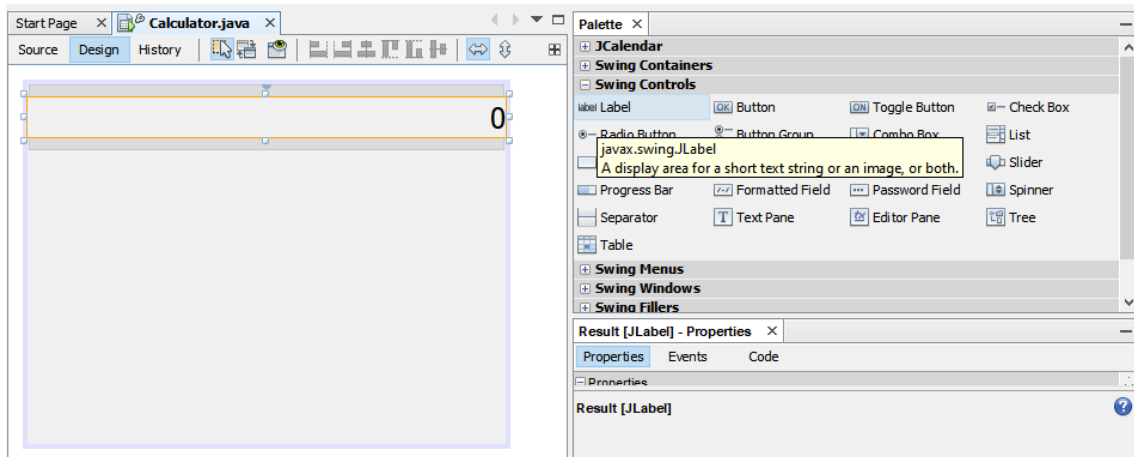 Start Page
Calculator.java
Source Design History
0
Palette
JCalendar
Swing Containers
Swing Controls
label Label
OK Button
ON Toggle Button
Check Box
Radio Button
Button Group
Combo Box
List
javax.swing.JLabel
A display area for a short text string or an image, or both.
Slider
Progress Bar
Formatted Field
Password Field
Spinner
Separator
T Text Pane
Editor Pane
Tree
Table
Swing Menus
Swing Windows
Swing Fillers
Result [JLabel] - Properties
Properties Events Code
Properties
Result [JLabel]